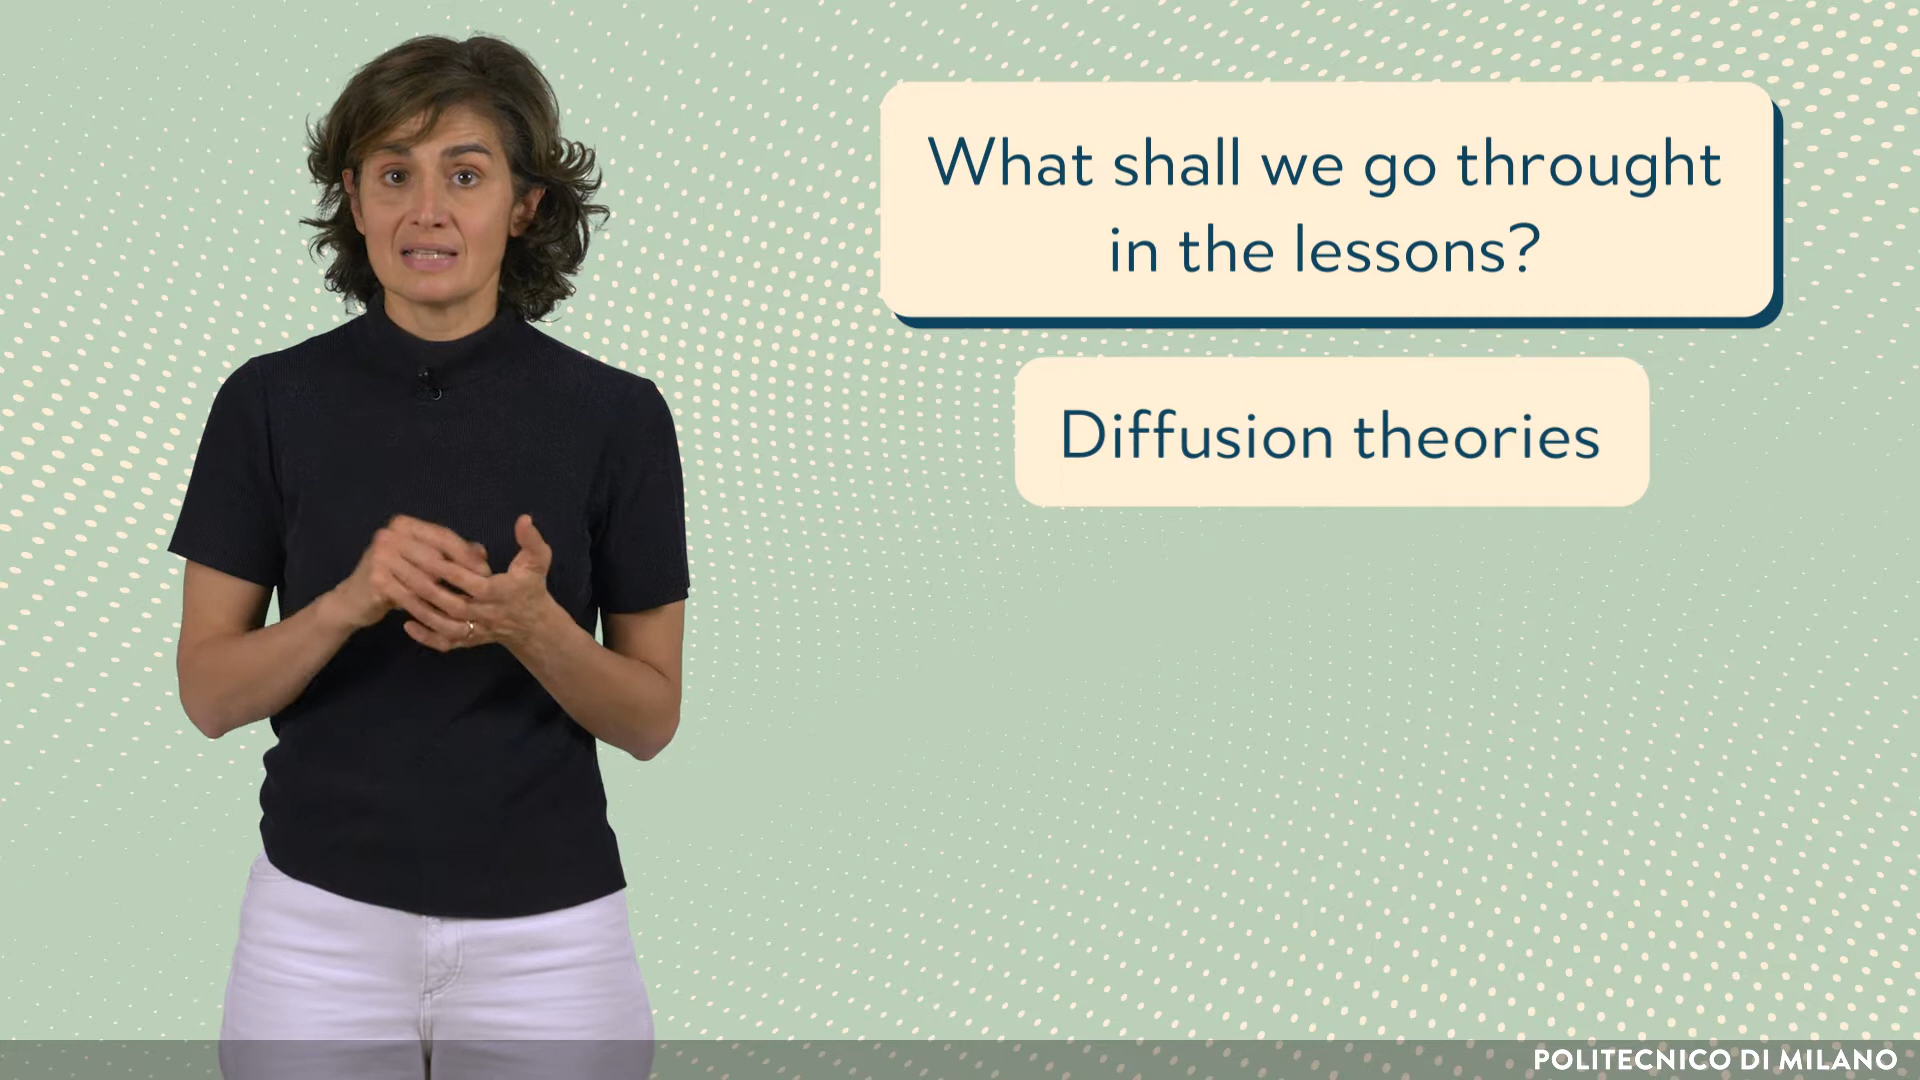 What shall we go throught
in the lessons?
Diffusion theories
POLITECNICO DI MILANO